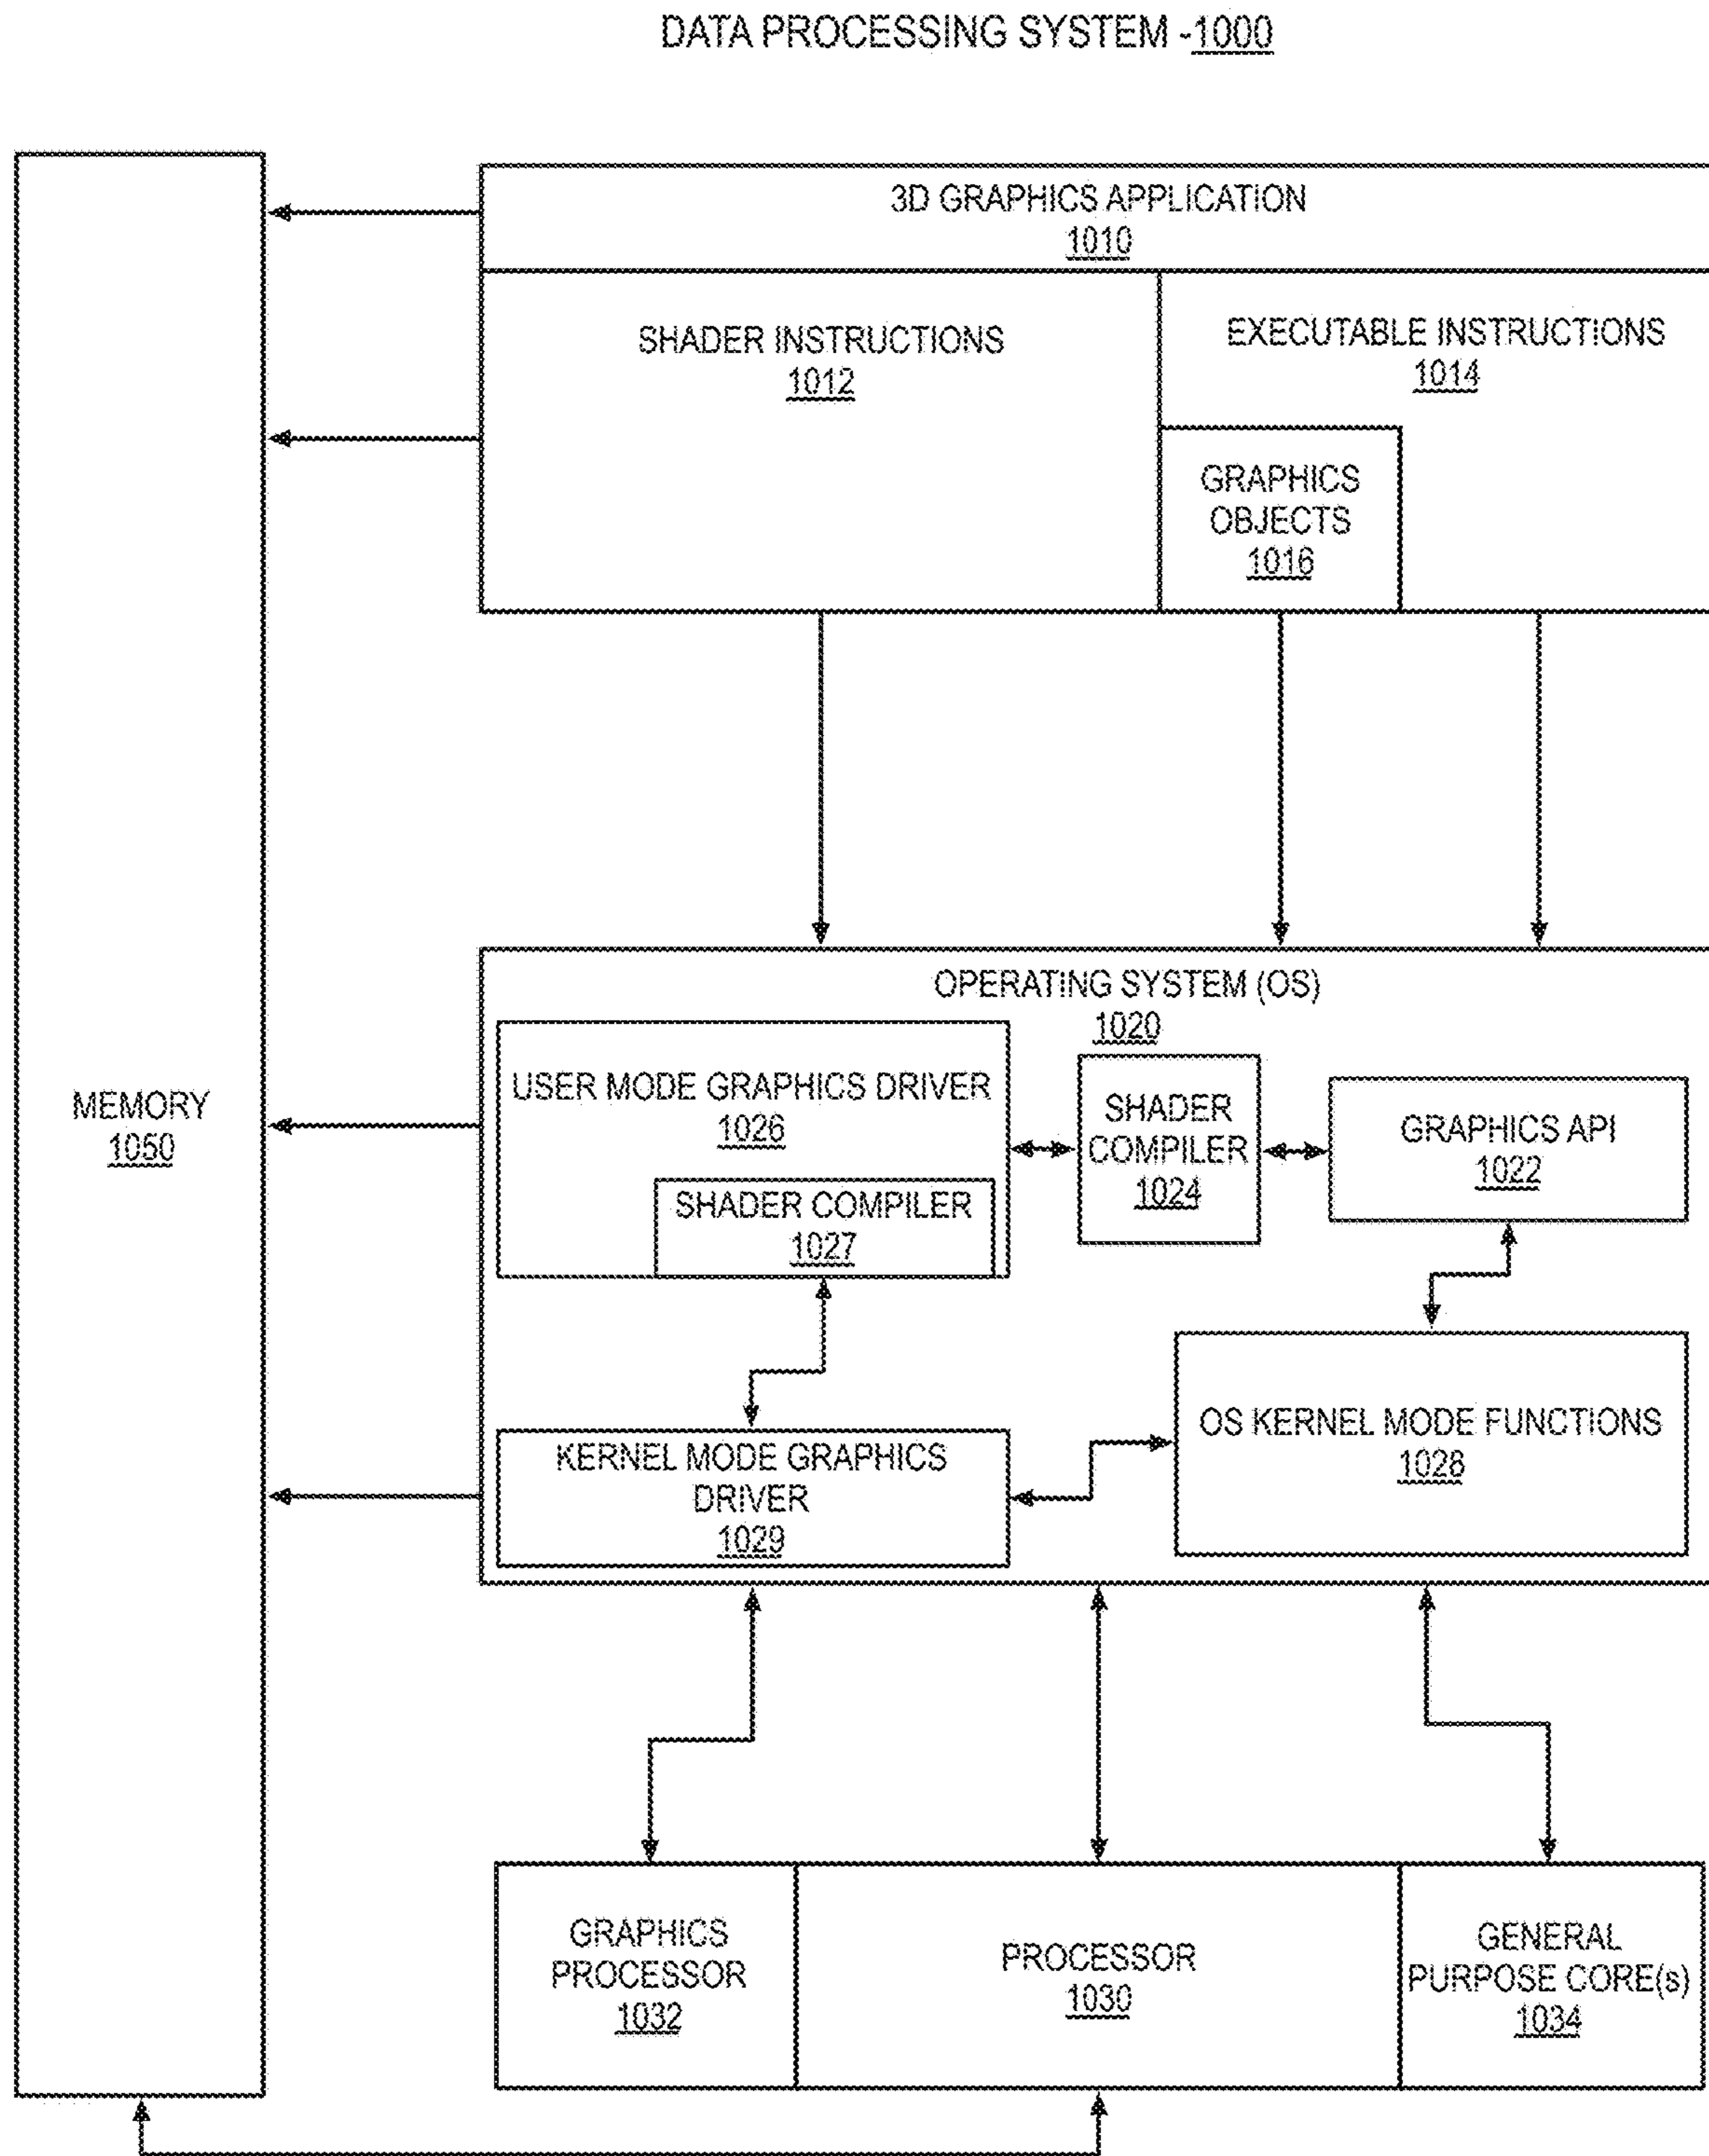 DATA PROCESSING SYSTEM -1000
3D GRAPHICS APPLICATION
1010
SHADER INSTRUCTIONS
1012
EXECUTABLE INSTRUCTIONS
1014
GRAPHICS
OBJECTS
1016
OPERATING SYSTEM (OS)
1020
USER MODE GRAPHICS DRIVER
1026
SHADER COMPILER
1027
SHADER
COMPILER
1024
GRAPHICS API
1022
MEMORY
1050
KERNEL MODE GRAPHICS
DRIVER
1029
OS KERNEL MODE FUNCTIONS
1028
GRAPHICS
PROCESSOR
1032
PROCESSOR
1030
GENERAL
PURPOSE CORE(s)
1034